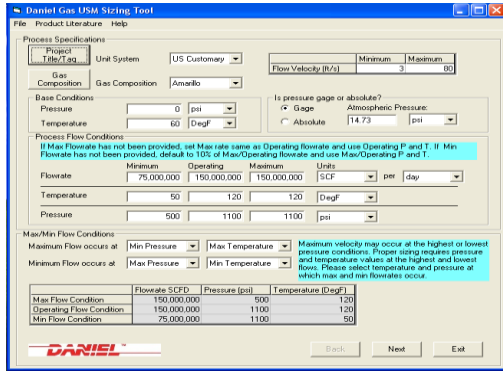 Daniel Gas USM Sizing Tool
File Product Literature Help
Process Specifications
Project Title/Tag
Unit System US Customary
Minimum Maximum
Flow Velocity (ft/s) 3 80
Gas Composition
Gas Composition Amarillo
Base Conditions
Pressure 0 psi
Temperature 60 DegF
Is pressure gage or absolute?
Gage Atmospheric Pressure:
Absolute 14.73 psi
Process Flow Conditions
If Max Flowrate has not been provided, set Max rate same as Operating flowrate and use Operating P and T. If Min
Flowrate has not been provided, default to 10% of Max/Operating flowrate and use Max/Operating P and T.
Minimum Operating Maximum Units
Flowrate 75,000,000 150,000,000 150,000,000 SCF per day
Temperature 50 120 120 DegF
Pressure 500 1100 1100 psi
Max/Min Flow Conditions
Maximum Flow occurs at Min Pressure Max Temperature
Minimum Flow occurs at Max Pressure Min Temperature
Maximum velocity may occur at the highest or lowest
pressure conditions. Proper sizing requires pressure
and temperature values at the highest and lowest
flows. Please select temperature and pressure at
which max and min flowrates occur.
Flowrate SCFD Pressure (psi) Temperature (DegF)
Max Flow Condition 150,000,000 500 120
Operating Flow Condition 150,000,000 1100 120
Min Flow Condition 75,000,000 1100 50
DANIEL
Back Next Exit